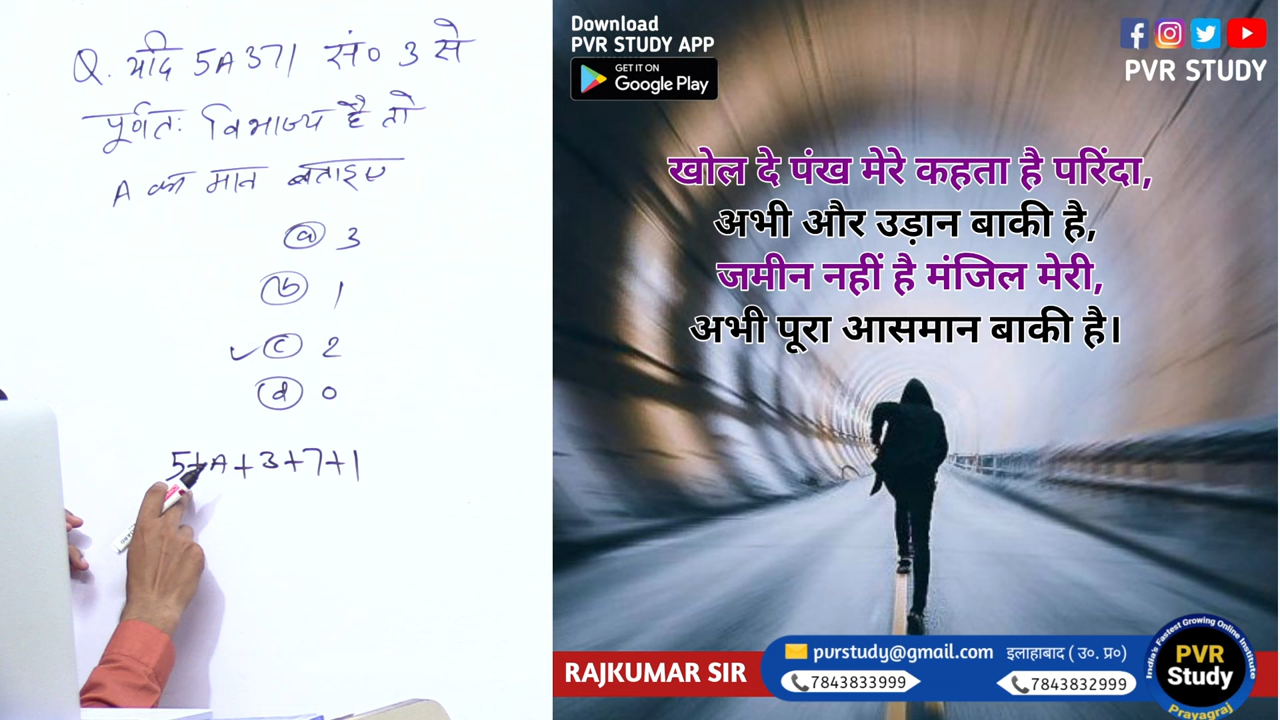 Q. यदि 5A371 सं० 3 से
पूर्णतः विभाज्य है तो
A का मान बताइए
(a) 3
(b) 1
(c) 2
(d) 0
5+A+3+7+1
Download
PVR STUDY APP
GET IT ON
Google Play
PVR STUDY
खोल दे पंख मेरे कहता है परिंदा,
अभी और उड़ान बाकी है,
जमीन नहीं है मंजिल मेरी,
अभी पूरा आसमान बाकी है।
RAJKUMAR SIR
pvrstudy@gmail.com इलाहाबाद ( उ०. प्र०)
7843833999 7843832999
India's Fastest Growing Online Institute
PVR
Study
Prayagraj